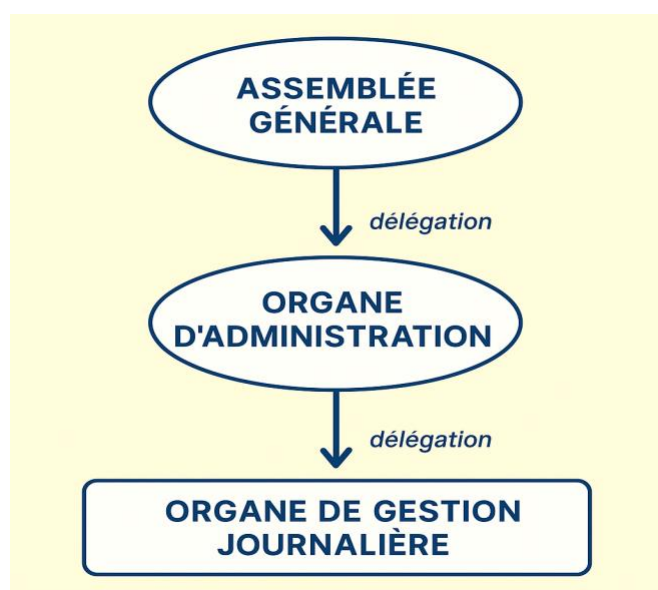 ASSEMBLÉE
GÉNÉRALE
délégation
ORGANE
D'ADMINISTRATION
délégation
ORGANE DE GESTION
JOURNALIÈRE